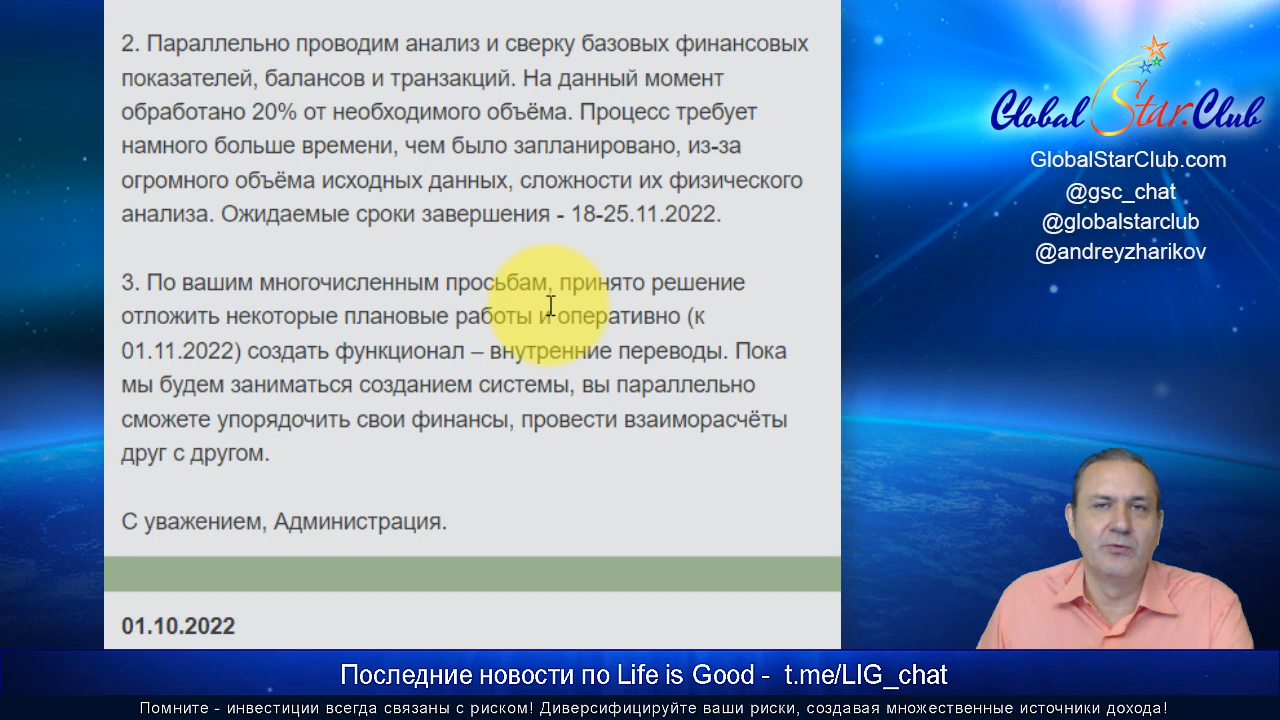 2. Параллельно проводим анализ и сверку базовых финансовых
показателей, балансов и транзакций. На данный момент
обработано 20% от необходимого объёма. Процесс требует
намного больше времени, чем было запланировано, из-за
огромного объёма исходных данных, сложности их физического
анализа. Ожидаемые сроки завершения - 18-25.11.2022.
3. По вашим многочисленным просьбам, принято решение
отложить некоторые плановые работы и оперативно (к
01.11.2022) создать функционал – внутренние переводы. Пока
мы будем заниматься созданием системы, вы параллельно
сможете упорядочить свои финансы, провести взаиморасчёты
друг с другом.
С уважением, Администрация.
01.10.2022
Global Star.Club
GlobalStarClub.com
@gsc_chat
@globalstarclub
@andreyzharikov
Последние новости по Life is Good - t.me/LIG_chat
Помните - инвестиции всегда связаны с риском! Диверсифицируйте ваши риски, создавая множественные источники дохода!